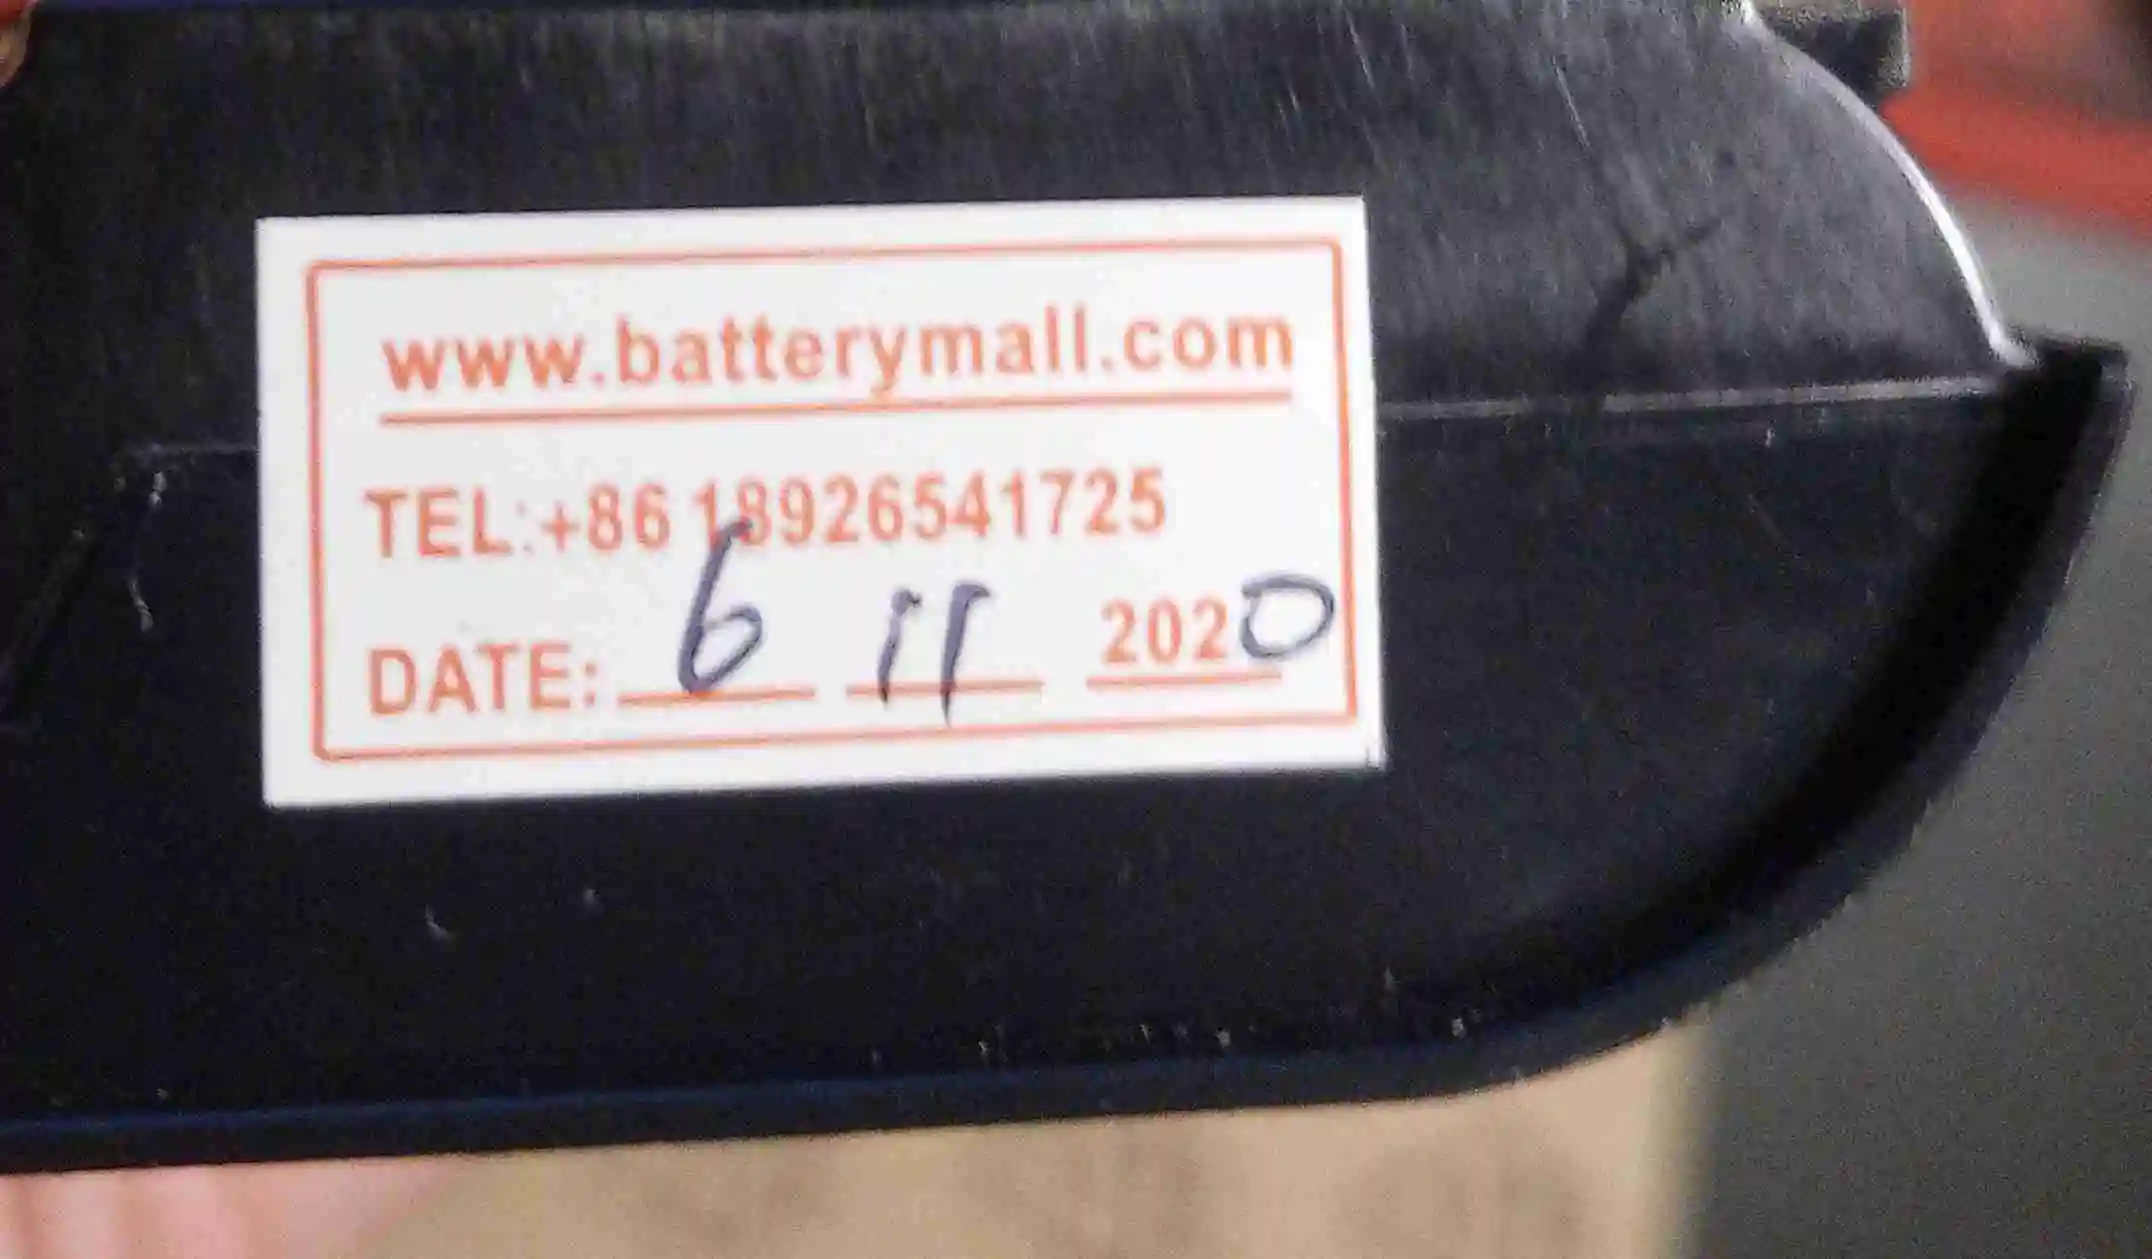 www.batterymall.com
TEL:+86 18926541725
DATE: 6 11 2020